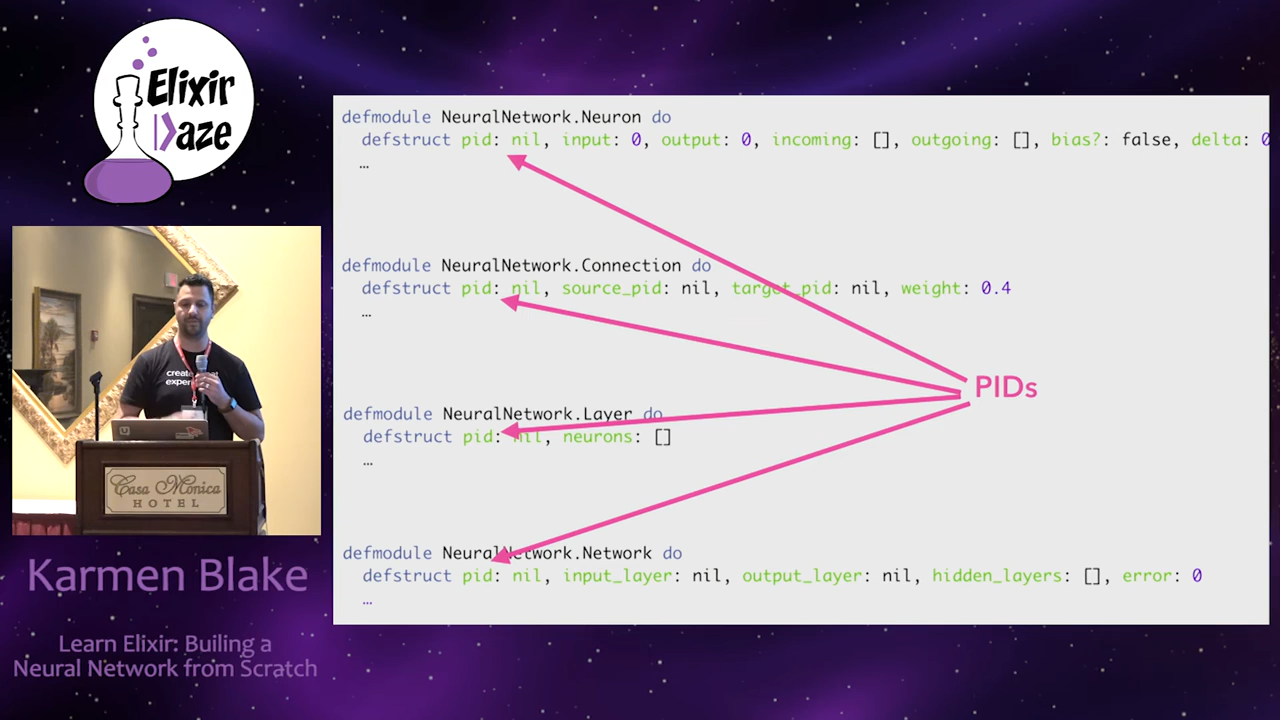 Elixir
Daze
defmodule NeuralNetwork.Neuron do
defstruct pid: nil, input: 0, output: 0, incoming: [], outgoing: [], bias?: false, delta: 0
…
defmodule NeuralNetwork.Connection do
defstruct pid: nil, source_pid: nil, target_pid: nil, weight: 0.4
…
PIDs
defmodule NeuralNetwork.Layer do
defstruct pid: nil, neurons: []
…
defmodule NeuralNetwork.Network do
defstruct pid: nil, input_layer: nil, output_layer: nil, hidden_layers: [], error: 0
…
Casa Monica
HOTEL
Karmen Blake
Learn Elixir: Builing a
Neural Network from Scratch